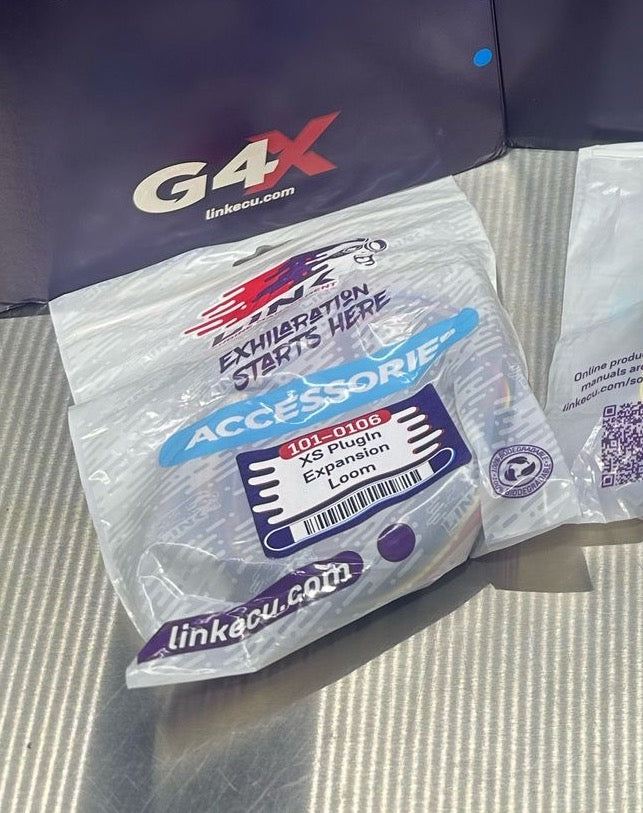 G4X
linkecu.com
LINK
EXHILARATION
STARTS HERE
ACCESSORIES
101-0106
XS PlugIn
Expansion
Loom
linkecu.com
BIODEGRADABLE
Online
manuals are
linkecu.com/so